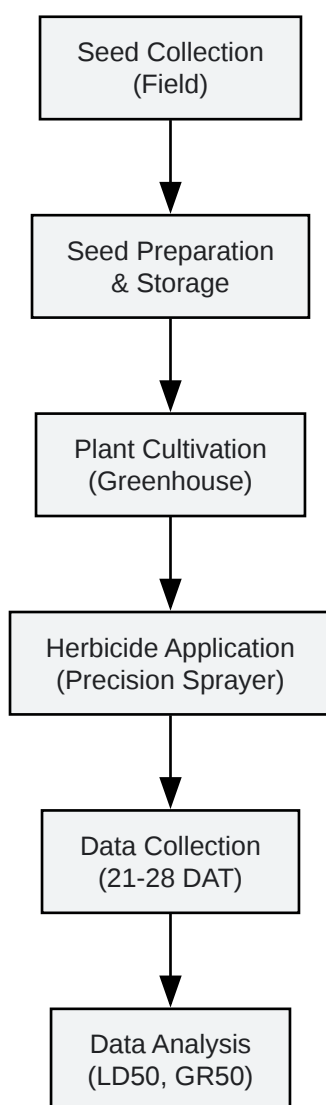 Seed Collection
(Field)
Seed Preparation
& Storage
Plant Cultivation
(Greenhouse)
Herbicide Application
(Precision Sprayer)
Data Collection
(21-28 DAT)
Data Analysis
(LD50, GR50)